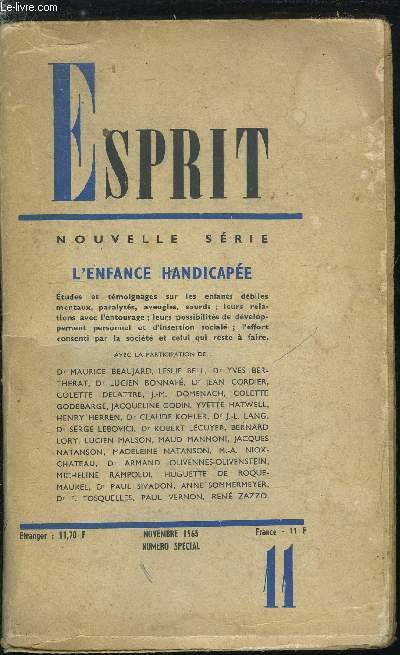 Le-livre.com
ESPRIT
NOUVELLE SÉRIE
L'ENFANCE HANDICAPÉE
Études et témoignages sur les enfants débiles
mentaux, paralysés, aveugles, sourds ; leurs rela-
tions avec l'entourage ; leurs possibilités de dévelop-
pement personnel et d'insertion sociale ; l'effort
consenti par la société et celui qui reste à faire.
AVEC LA PARTICIPATION DE
Dr MAURICE BEAUJARD, LESLIE BELL, Dr YVES BER-
THERAT, Dr LUCIEN BONNAFÉ, Dr JEAN CORDIER,
COLETTE DELATTRE, J.-M. DOMENACH, COLETTE
GODEBARGE, JACQUELINE GODIN, YVETTE HATWELL,
HENRY HERREN, Dr CLAUDE KOHLER, Dr J.-L. LANG,
Dr SERGE LEBOVICI, Dr ROBERT LÉCUYER, BERNARD
LORY, LUCIEN MALSON, MAUD MANNONI, JACQUES
NATANSON, MADELEINE NATANSON, M.-A. NIOX-
CHATEAU, Dr ARMAND OLIVENNES-OLIVENSTEIN,
MICHELINE RAMPOLDI, HUGUETTE DE ROQUE-
MAUREL, Dr PAUL SIVADON, ANNE SOMMERMEYER,
Dr F. TOSQUELLES, PAUL VERNON, RENÉ ZAZZO.
Etranger : 11,70 F NOVEMBRE 1965 France - 11 F
NUMÉRO SPÉCIAL
11